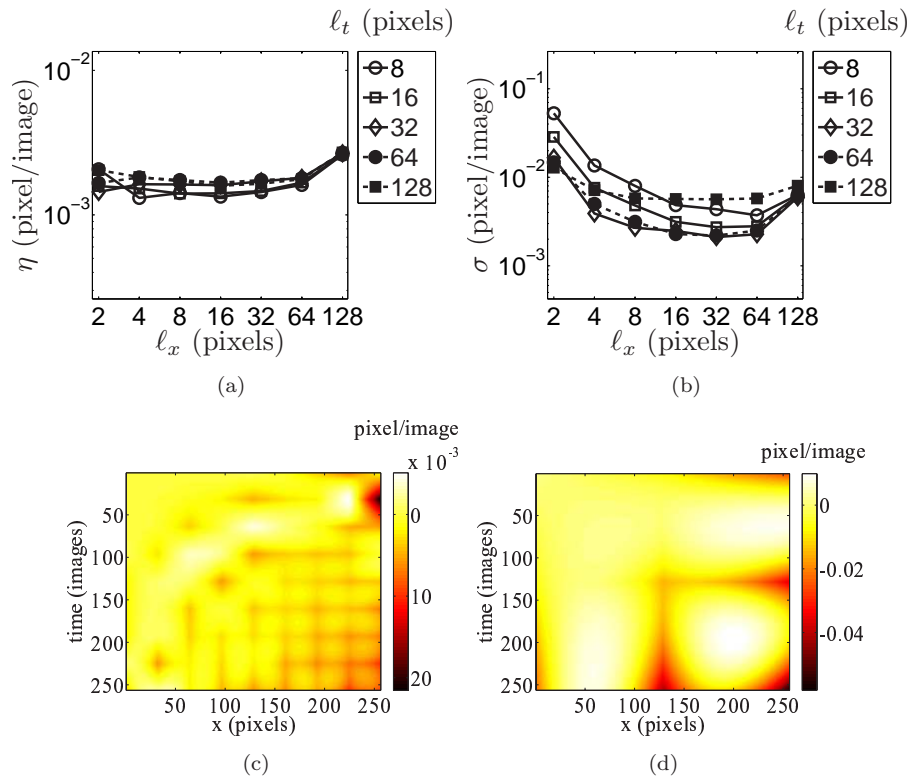 ℓt (pixels)
10⁻²
10⁻³
η (pixel/image)
2 4 8 16 32 64 128
ℓx (pixels)
8
16
32
64
128
(a)
ℓt (pixels)
10⁻¹
10⁻²
10⁻³
σ (pixel/image)
2 4 8 16 32 64 128
ℓx (pixels)
8
16
32
64
128
(b)
pixel/image
x 10⁻³
0
10
20
time (images)
50
100
150
200
250
50 100 150 200 250
x (pixels)
(c)
pixel/image
0
-0.02
-0.04
time (images)
50
100
150
200
250
50 100 150 200 250
x (pixels)
(d)